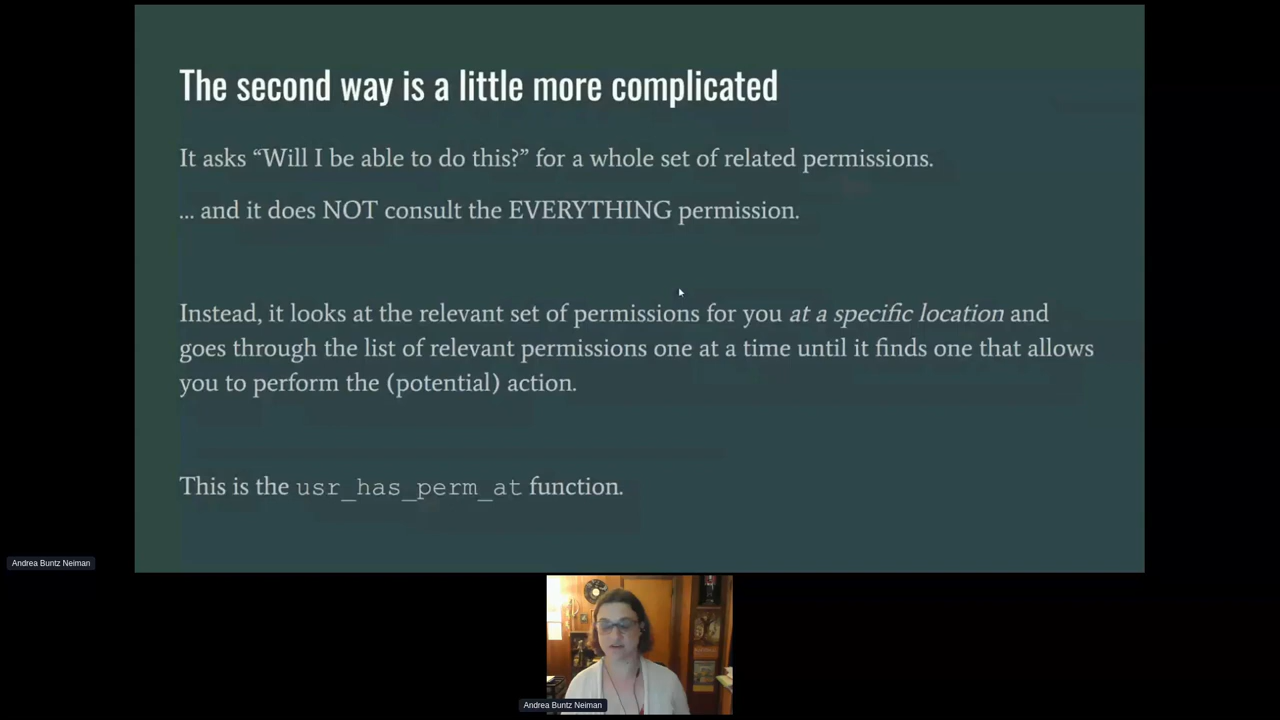 The second way is a little more complicated
It asks “Will I be able to do this?” for a whole set of related permissions.
... and it does NOT consult the EVERYTHING permission.
Instead, it looks at the relevant set of permissions for you at a specific location and
goes through the list of relevant permissions one at a time until it finds one that allows
you to perform the (potential) action.
This is the usr_has_perm_at function.
Andrea Buntz Neiman
Andrea Buntz Neiman